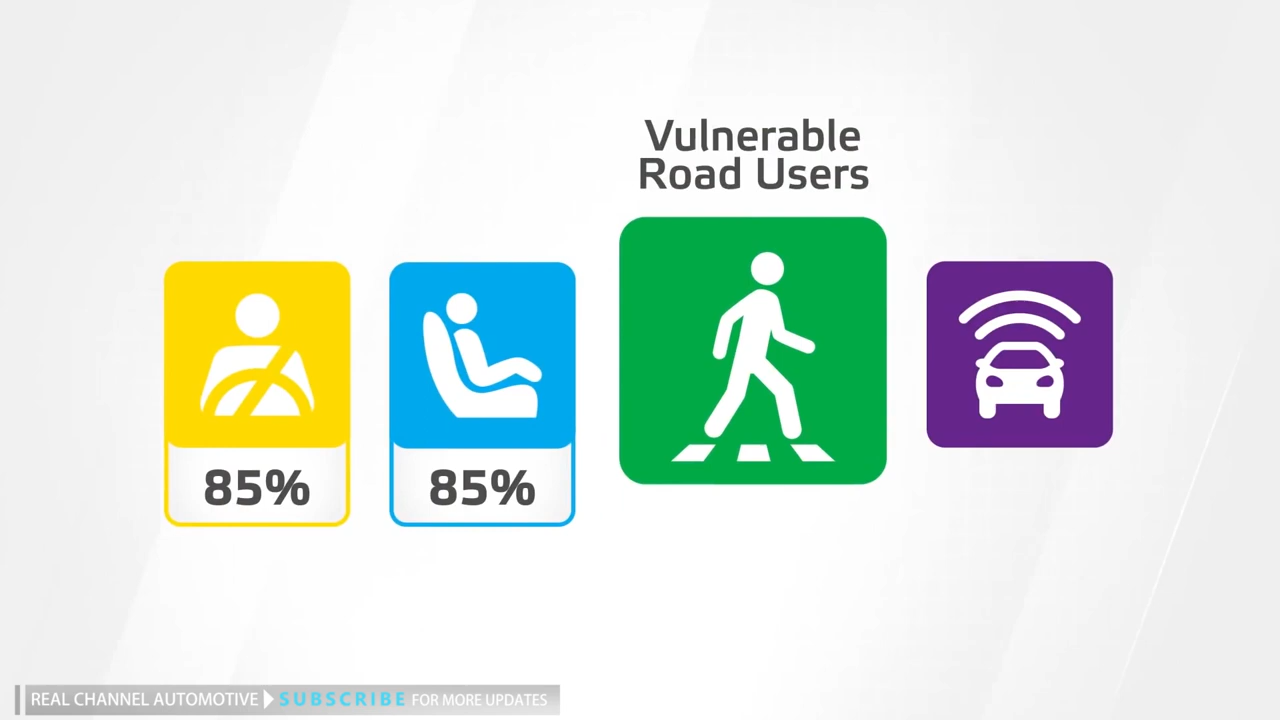 Vulnerable
Road Users
85%
85%
REAL CHANNEL AUTOMOTIVE SUBSCRIBE FOR MORE UPDATES